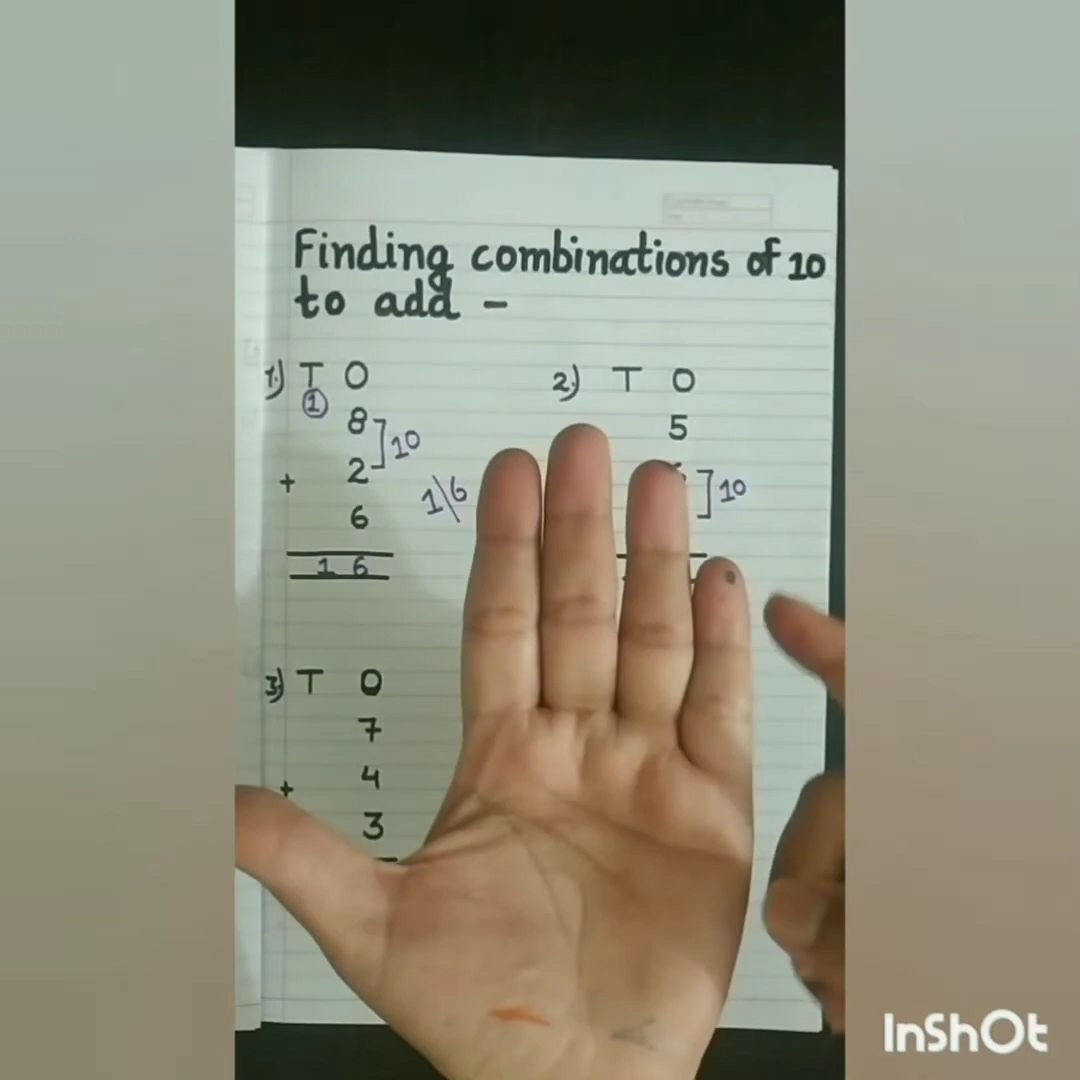 Finding combinations of 10
to add -
1.) T O
1
8
]10
2
+
6
1\6
1 6
2.) T O
5
]10
3) T O
7
4
+
3
InShOt